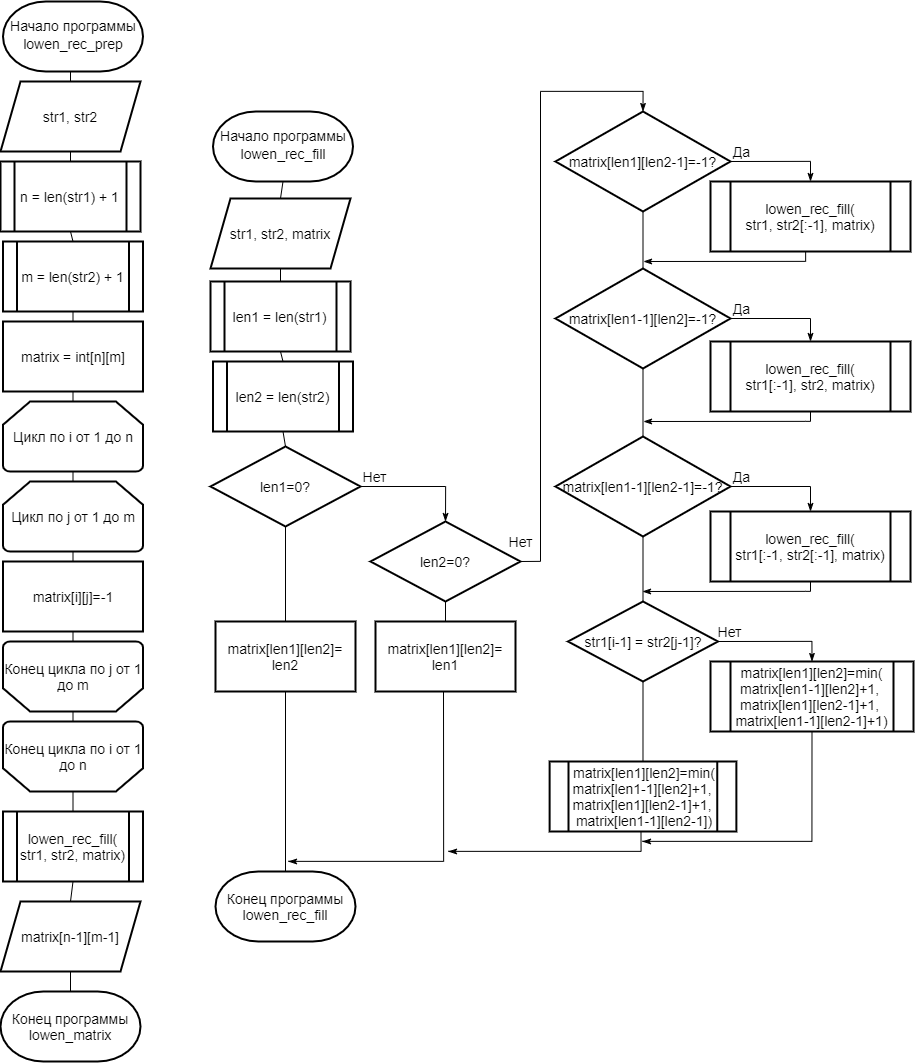 Начало программы
lowen_rec_prep
str1, str2
n = len(str1) + 1
m = len(str2) + 1
matrix = int[n][m]
Цикл по i от 1 до n
Цикл по j от 1 до m
matrix[i][j]=-1
Конец цикла по j от 1
до m
Конец цикла по i от 1
до n
lowen_rec_fill(
str1, str2, matrix)
matrix[n-1][m-1]
Конец программы
lowen_matrix
Начало программы
lowen_rec_fill
str1, str2, matrix
len1 = len(str1)
len2 = len(str2)
len1=0?
Нет
len2=0?
Нет
matrix[len1][len2]=
len2
matrix[len1][len2]=
len1
Конец программы
lowen_rec_fill
matrix[len1][len2-1]=-1?
Да
lowen_rec_fill(
str1, str2[:-1], matrix)
matrix[len1-1][len2]=-1?
Да
lowen_rec_fill(
str1[:-1], str2, matrix)
matrix[len1-1][len2-1]=-1?
Да
lowen_rec_fill(
str1[:-1, str2[:-1], matrix)
str1[i-1] = str2[j-1]?
Нет
matrix[len1][len2]=min(
matrix[len1-1][len2]+1,
matrix[len1][len2-1]+1,
matrix[len1-1][len2-1]+1)
matrix[len1][len2]=min(
matrix[len1-1][len2]+1,
matrix[len1][len2-1]+1,
matrix[len1-1][len2-1])